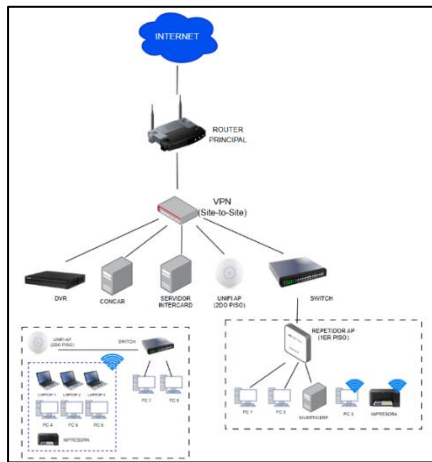 INTERNET
ROUTER
PRINCIPAL
VPN
(Site-to-Site)
DVR
CONCAR
SERVIDOR
INTERCARD
UNIFI AP
(2DO PISO)
SWITCH
UNIFI AP
(2DO PISO)
SWITCH
LAPTOP 1
LAPTOP 2
LAPTOP 3
PC 4
PC 5
PC 6
IMPRESORA
PC 7
PC 8
REPETIDOR AP
(1ER PISO)
PC 1
PC 2
PC 3
IMPRESORA